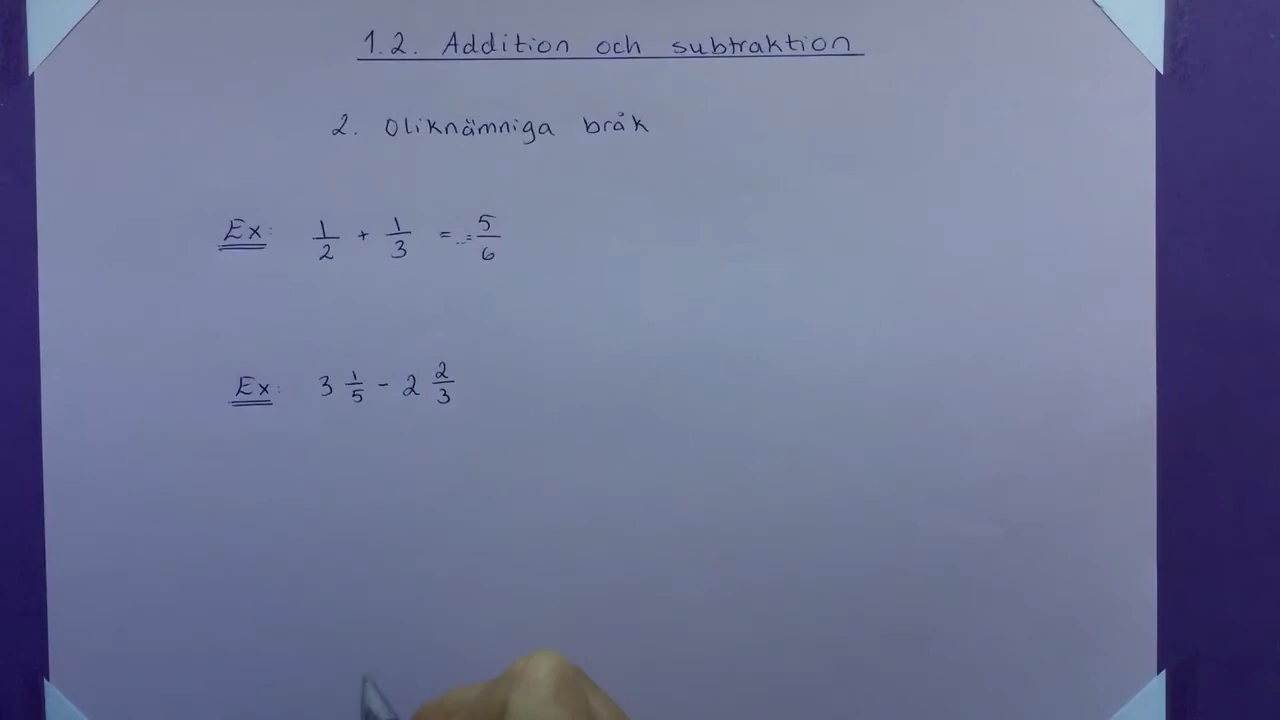 1.2. Addition och subtraktion
2. Oliknämniga bråk
Ex: 1/2 + 1/3 = ... = 5/6
Ex: 3 1/5 - 2 2/3